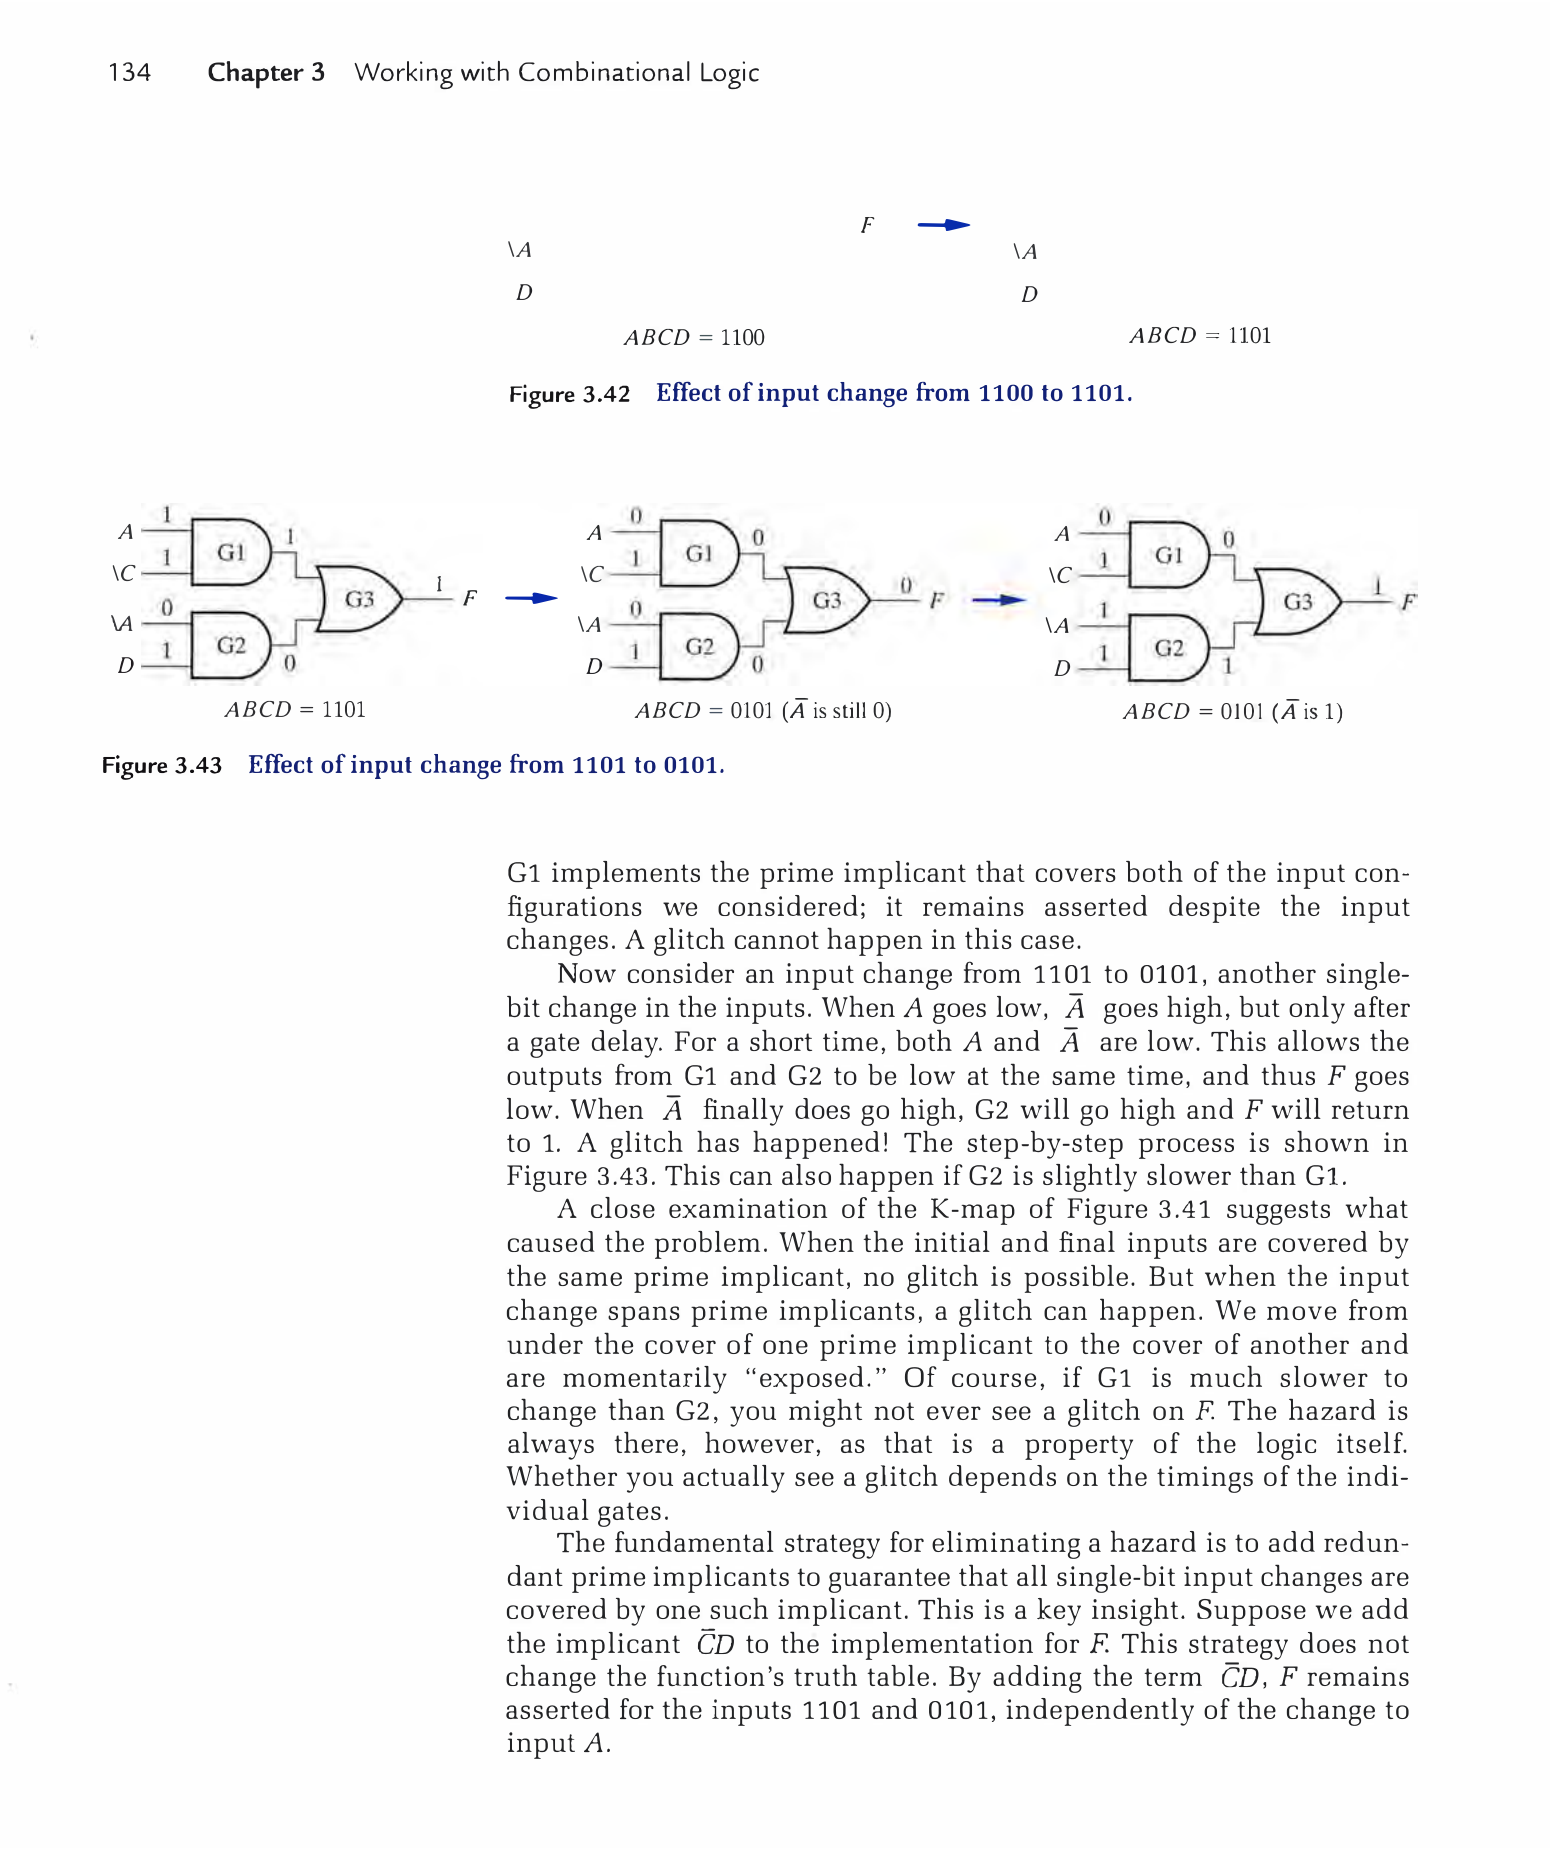 134 Chapter 3 Working with Combinational Logic
F
\A \A
D D
ABCD = 1100 ABCD = 1101
Figure 3.42 Effect of input change from 1100 to 1101.
A 1 G1 1 A 0 G1 0 A 0 G1 0
\C 1 \C 1 \C 1
G3 1 F G3 0 F G3 1 F
\A 0 \A 0 \A 1
D 1 G2 0 D 1 G2 0 D 1 G2 1
ABCD = 1101 ABCD = 0101 (A̅ is still 0) ABCD = 0101 (A̅ is 1)
Figure 3.43 Effect of input change from 1101 to 0101.
G1 implements the prime implicant that covers both of the input con-
figurations we considered; it remains asserted despite the input
changes. A glitch cannot happen in this case.
Now consider an input change from 1101 to 0101, another single-
bit change in the inputs. When A goes low, A̅ goes high, but only after
a gate delay. For a short time, both A and A̅ are low. This allows the
outputs from G1 and G2 to be low at the same time, and thus F goes
low. When A̅ finally does go high, G2 will go high and F will return
to 1. A glitch has happened! The step-by-step process is shown in
Figure 3.43. This can also happen if G2 is slightly slower than G1.
A close examination of the K-map of Figure 3.41 suggests what
caused the problem. When the initial and final inputs are covered by
the same prime implicant, no glitch is possible. But when the input
change spans prime implicants, a glitch can happen. We move from
under the cover of one prime implicant to the cover of another and
are momentarily “exposed.” Of course, if G1 is much slower to
change than G2, you might not ever see a glitch on F. The hazard is
always there, however, as that is a property of the logic itself.
Whether you actually see a glitch depends on the timings of the indi-
vidual gates.
The fundamental strategy for eliminating a hazard is to add redun-
dant prime implicants to guarantee that all single-bit input changes are
covered by one such implicant. This is a key insight. Suppose we add
the implicant C̅D to the implementation for F. This strategy does not
change the function’s truth table. By adding the term C̅D, F remains
asserted for the inputs 1101 and 0101, independently of the change to
input A.